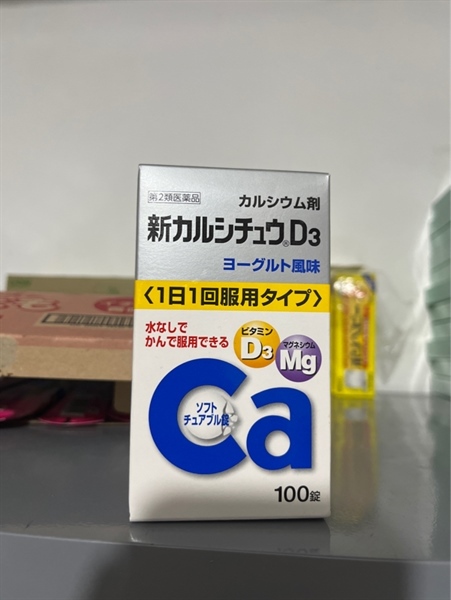 第2類医薬品
カルシウム剤
新カルシチュウ®D3
ヨーグルト風味
〈1日1回服用タイプ〉
水なしで
かんで服用できる
ビタミン
D3
マグネシウム
Mg
Ca
ソフト
チュアブル錠
100錠